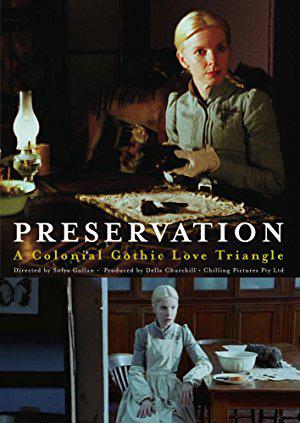 PRESERVATION
A Colonial Gothic Love Triangle
Directed by Sofya Gollan · Produced by Della Churchill · Chilling Pictures Pty Ltd